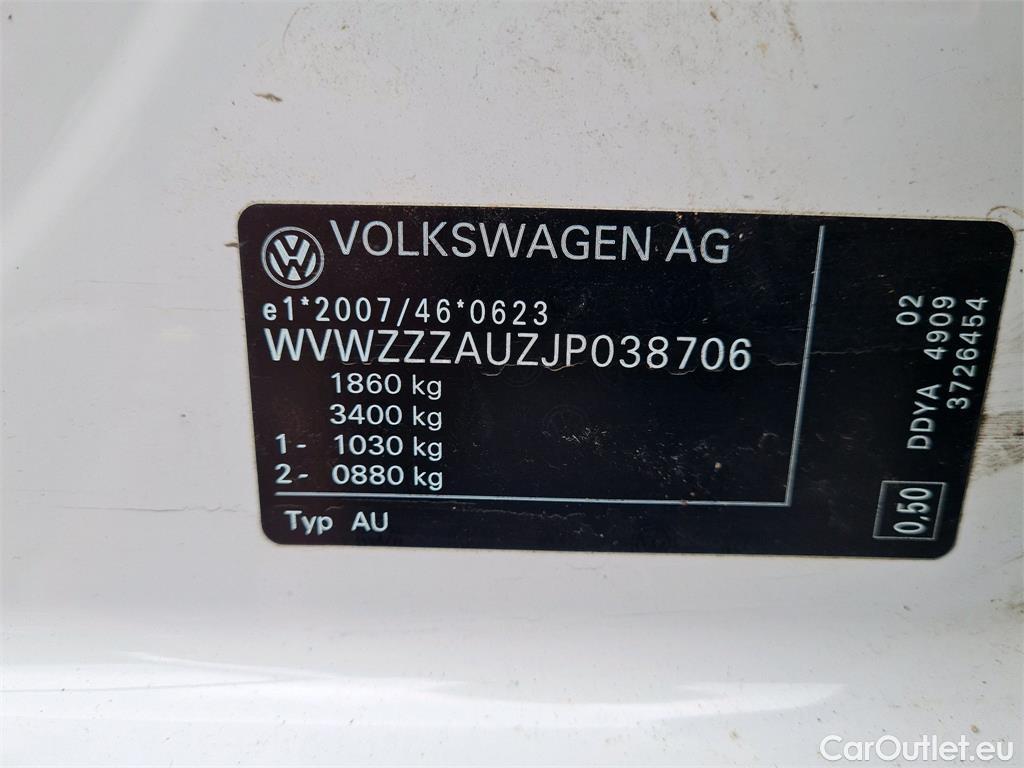 VOLKSWAGEN AG
e1*2007/46*0623
WVWZZZAUZJP038706
1860 kg
3400 kg
1- 1030 kg
2- 0880 kg
Typ AU
02
DDYA 4909
3726454
0,50
CarOutlet.eu